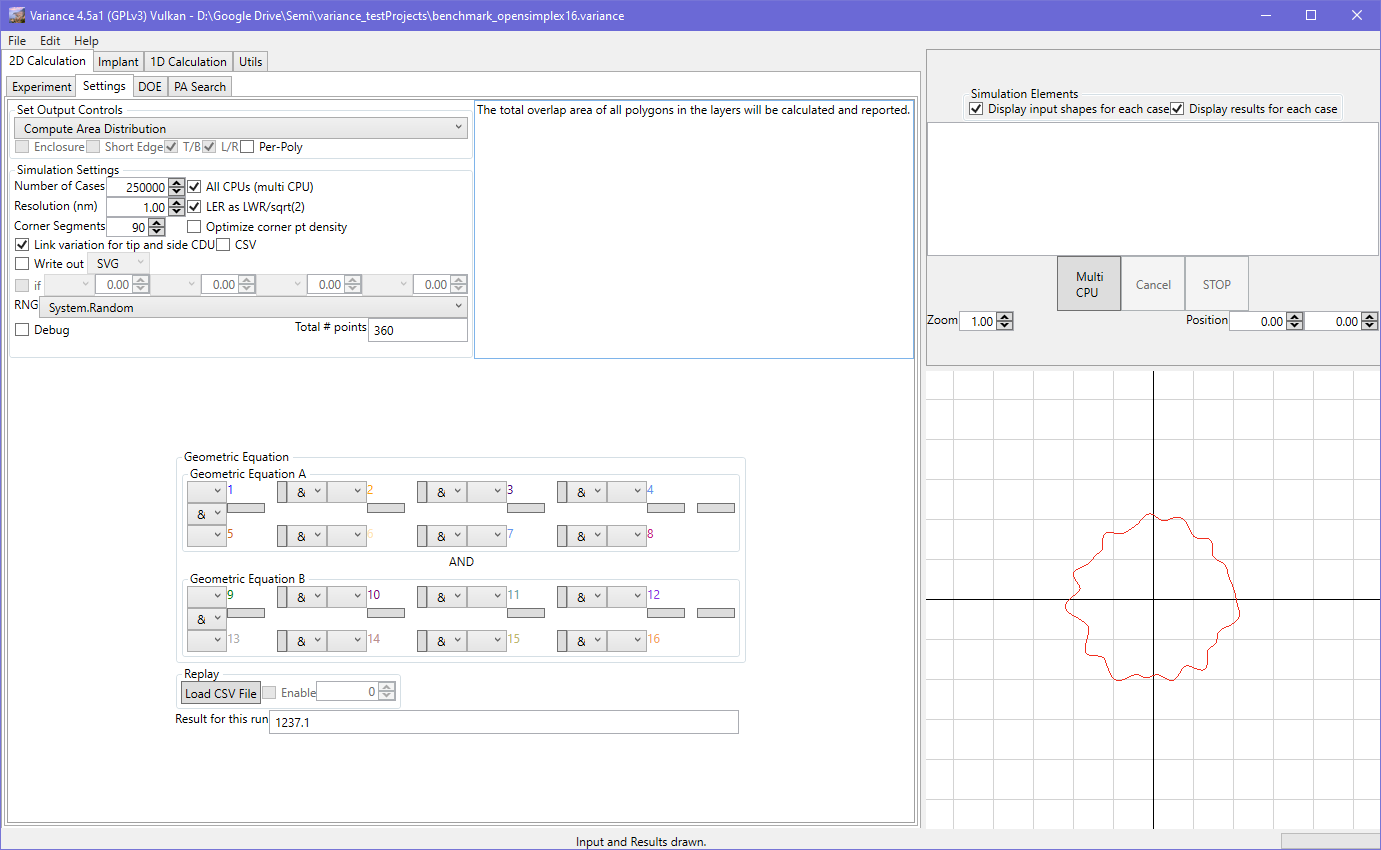 Variance 4.5a1 (GPLv3) Vulkan - D:\Google Drive\Semi\variance_testProjects\benchmark_opensimplex16.variance
File Edit Help
2D Calculation Implant 1D Calculation Utils
Experiment Settings DOE PA Search
Set Output Controls
Compute Area Distribution
Enclosure Short Edge T/B L/R Per-Poly
The total overlap area of all polygons in the layers will be calculated and reported.
Simulation Settings
Number of Cases 250000 All CPUs (multi CPU)
Resolution (nm) 1.00 LER as LWR/sqrt(2)
Corner Segments 90 Optimize corner pt density
Link variation for tip and side CDU CSV
Write out SVG
if 0.00 0.00 0.00 0.00
RNG System.Random
Debug Total # points 360
Geometric Equation
Geometric Equation A
1 & 2 & 3 & 4
&
5 & 6 & 7 & 8
AND
Geometric Equation B
9 & 10 & 11 & 12
&
13 & 14 & 15 & 16
Replay
Load CSV File Enable 0
Result for this run 1237.1
Simulation Elements
Display input shapes for each case Display results for each case
Multi CPU Cancel STOP
Zoom 1.00 Position 0.00 0.00
Input and Results drawn.